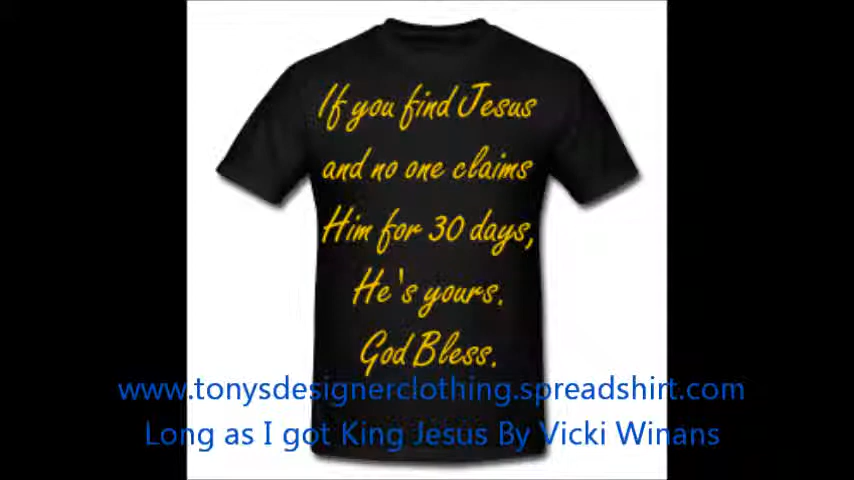 If you find Jesus
and no one claims
Him for 30 days,
He's yours.
God Bless.
www.tonysdesignerclothing.spreadshirt.com
Long as I got King Jesus By Vicki Winans